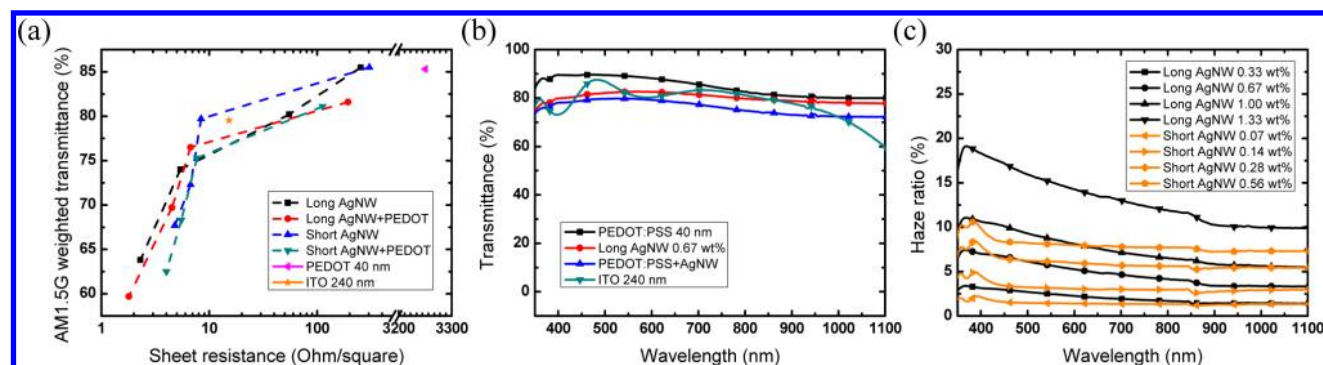 (a)
AM1.5G weighted transmittance (%)
85
80
75
70
65
60
Long AgNW
Long AgNW+PEDOT
Short AgNW
Short AgNW+PEDOT
PEDOT 40 nm
ITO 240 nm
1 10 100 3200 3300
Sheet resistance (Ohm/square)
(b)
Transmittance (%)
100
80
60
40
20
0
PEDOT:PSS 40 nm
Long AgNW 0.67 wt%
PEDOT:PSS+AgNW
ITO 240 nm
400 500 600 700 800 900 1000 1100
Wavelength (nm)
(c)
Haze ratio (%)
30
25
20
15
10
5
0
Long AgNW 0.33 wt%
Long AgNW 0.67 wt%
Long AgNW 1.00 wt%
Long AgNW 1.33 wt%
Short AgNW 0.07 wt%
Short AgNW 0.14 wt%
Short AgNW 0.28 wt%
Short AgNW 0.56 wt%
400 500 600 700 800 900 1000 1100
Wavelength (nm)